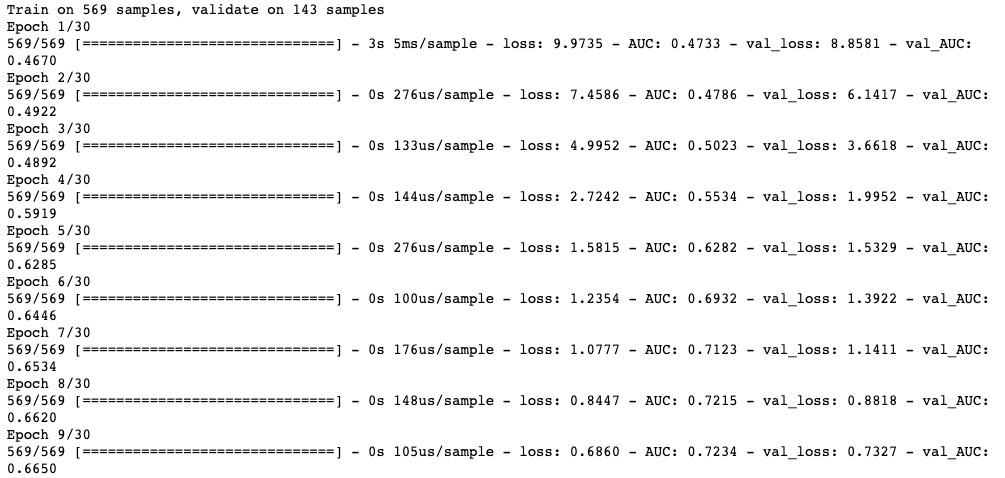 Train on 569 samples, validate on 143 samples
Epoch 1/30
569/569 [==============================] - 3s 5ms/sample - loss: 9.9735 - AUC: 0.4733 - val_loss: 8.8581 - val_AUC:
0.4670
Epoch 2/30
569/569 [==============================] - 0s 276us/sample - loss: 7.4586 - AUC: 0.4786 - val_loss: 6.1417 - val_AUC:
0.4922
Epoch 3/30
569/569 [==============================] - 0s 133us/sample - loss: 4.9952 - AUC: 0.5023 - val_loss: 3.6618 - val_AUC:
0.4892
Epoch 4/30
569/569 [==============================] - 0s 144us/sample - loss: 2.7242 - AUC: 0.5534 - val_loss: 1.9952 - val_AUC:
0.5919
Epoch 5/30
569/569 [==============================] - 0s 276us/sample - loss: 1.5815 - AUC: 0.6282 - val_loss: 1.5329 - val_AUC:
0.6285
Epoch 6/30
569/569 [==============================] - 0s 100us/sample - loss: 1.2354 - AUC: 0.6932 - val_loss: 1.3922 - val_AUC:
0.6446
Epoch 7/30
569/569 [==============================] - 0s 176us/sample - loss: 1.0777 - AUC: 0.7123 - val_loss: 1.1411 - val_AUC:
0.6534
Epoch 8/30
569/569 [==============================] - 0s 148us/sample - loss: 0.8447 - AUC: 0.7215 - val_loss: 0.8818 - val_AUC:
0.6620
Epoch 9/30
569/569 [==============================] - 0s 105us/sample - loss: 0.6860 - AUC: 0.7234 - val_loss: 0.7327 - val_AUC:
0.6650